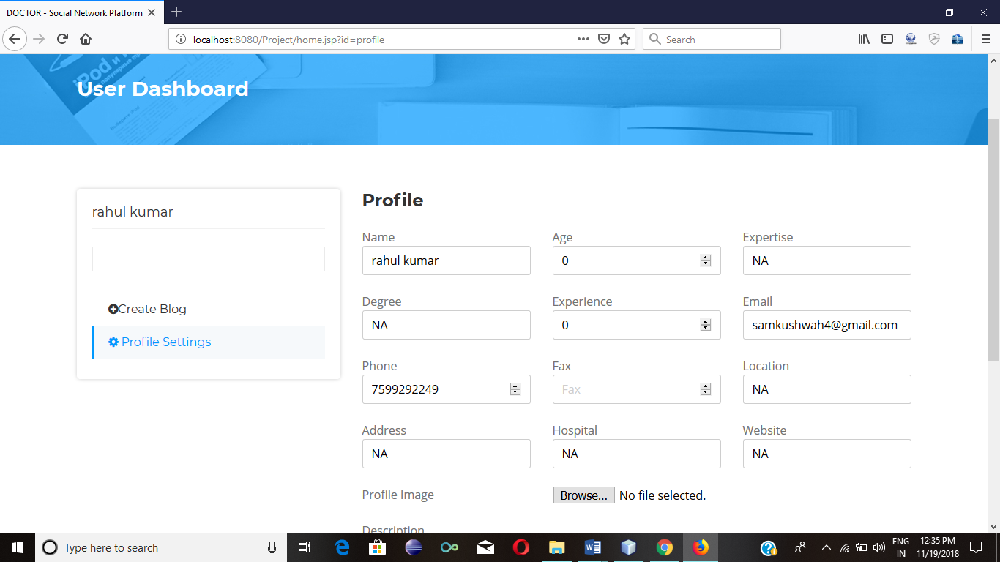 DOCTOR - Social Network Platform
localhost:8080/Project/home.jsp?id=profile
Search
iPod и
User Dashboard
rahul kumar
Create Blog
Profile Settings
Profile
Name Age Expertise
rahul kumar 0 NA
Degree Experience Email
NA 0 samkushwah4@gmail.com
Phone Fax Location
7599292249 Fax NA
Address Hospital Website
NA NA NA
Profile Image Browse... No file selected.
Description
Type here to search
ENG 12:35 PM
IN 11/19/2018